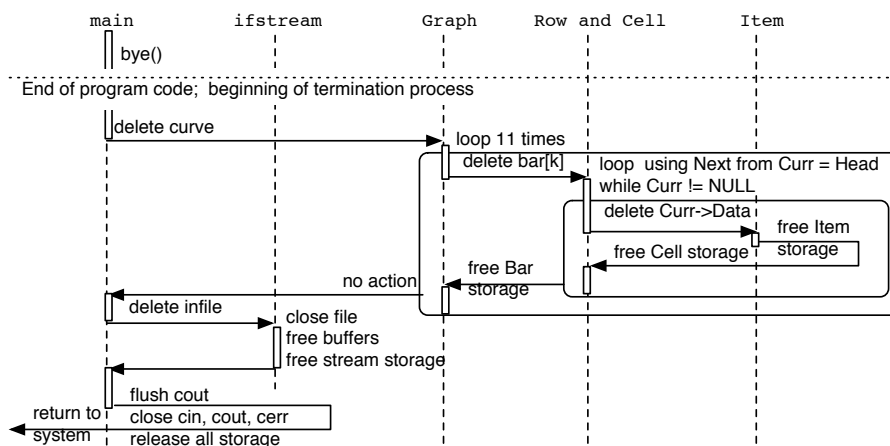 main ifstream Graph Row and Cell Item
bye()
End of program code; beginning of termination process
delete curve
loop 11 times
delete bar[k]
loop using Next from Curr = Head
while Curr != NULL
delete Curr->Data
free Item
storage
free Cell storage
free Bar
storage
no action
delete infile
close file
free buffers
free stream storage
flush cout
close cin, cout, cerr
release all storage
return to
system